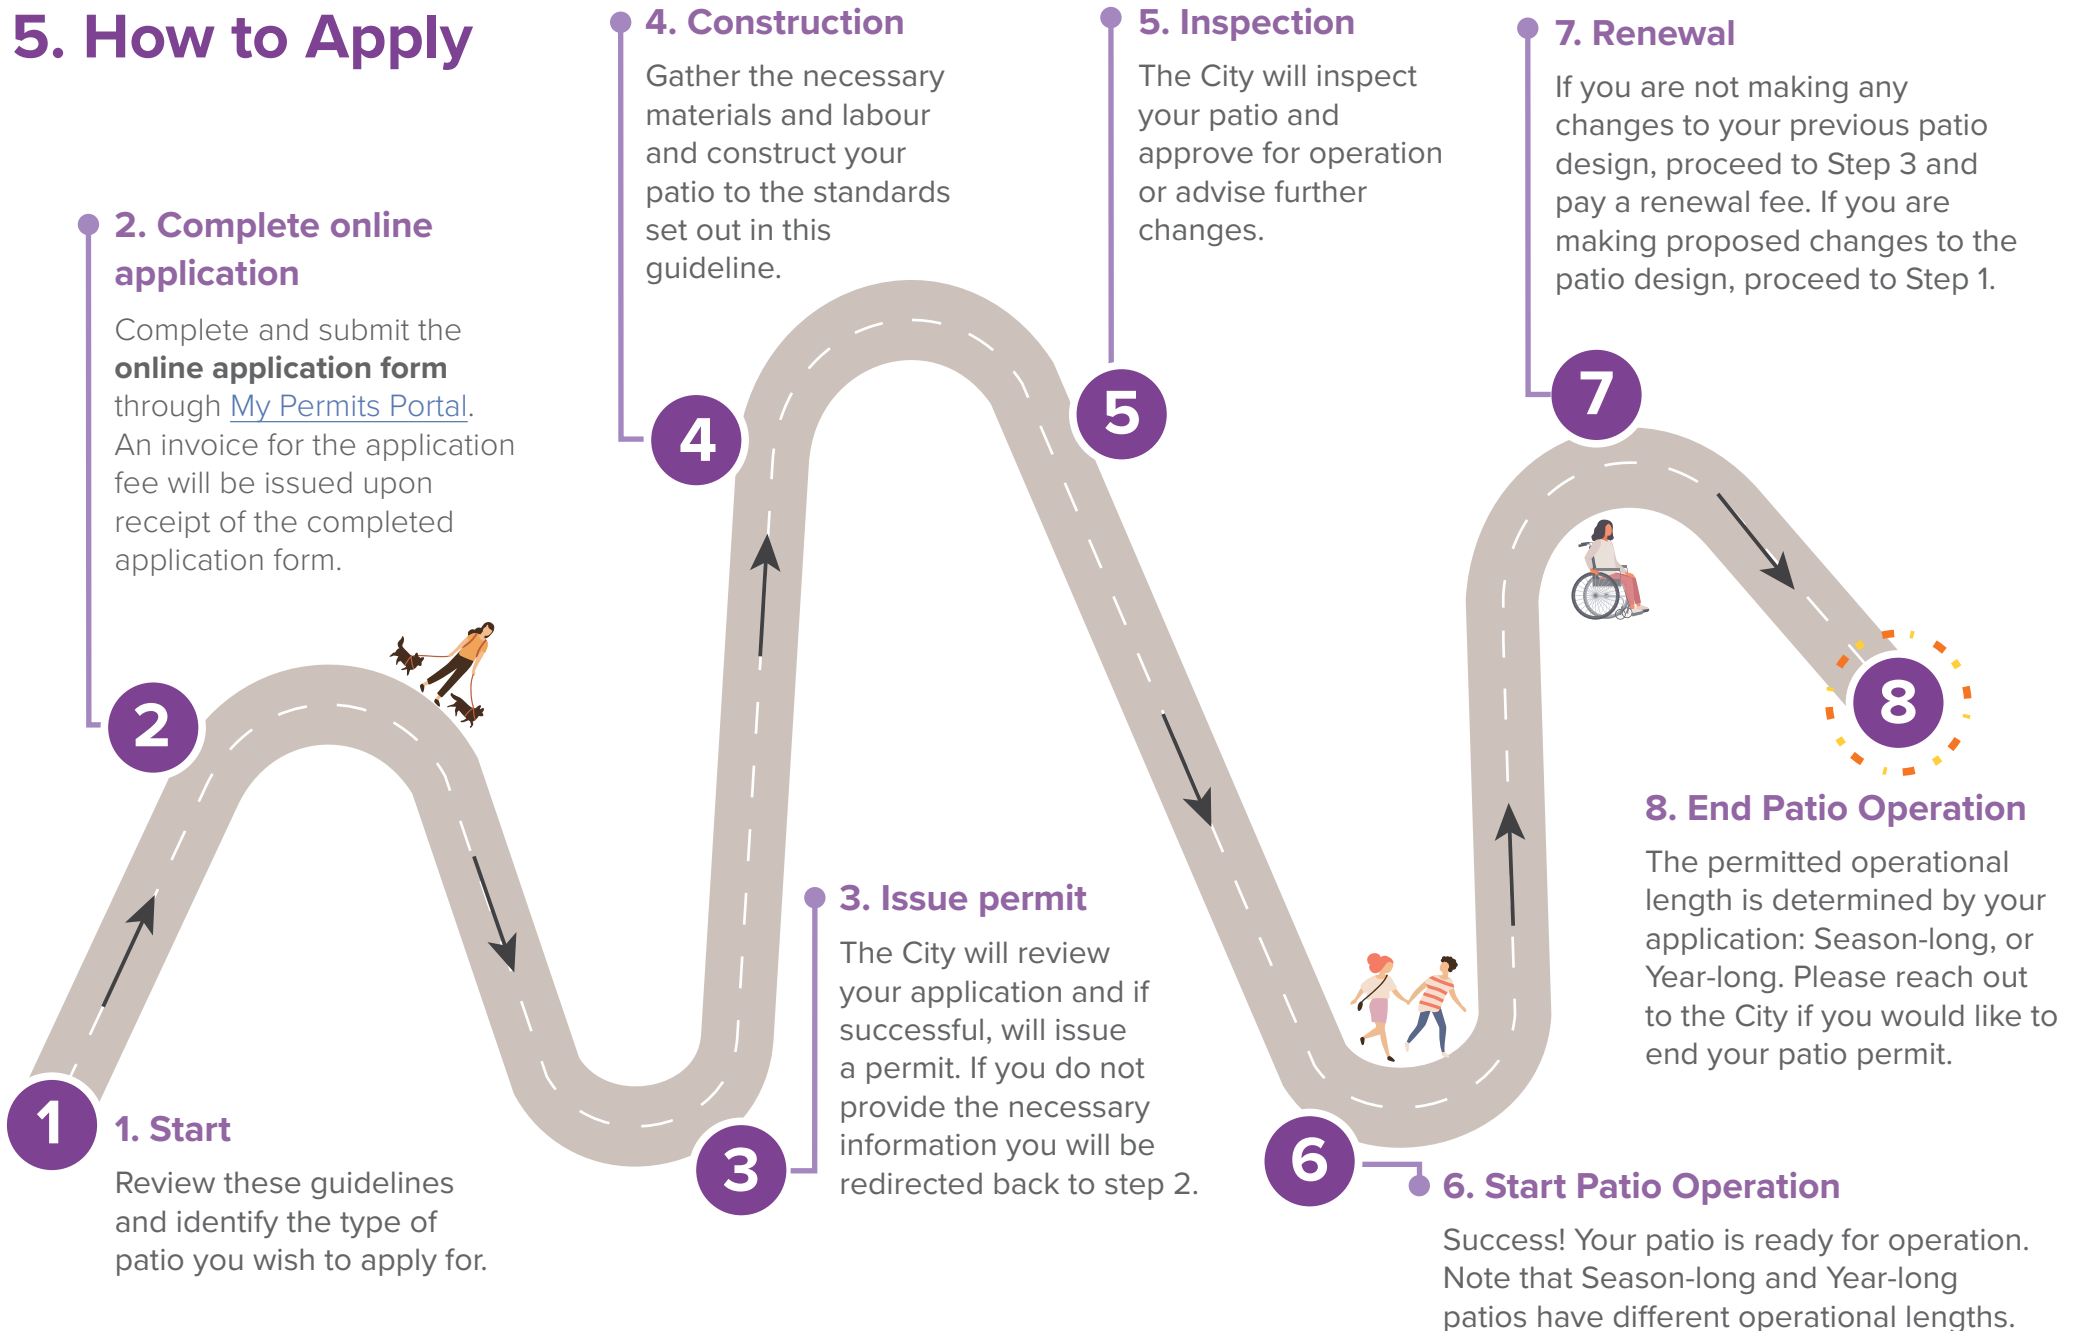 5. How to Apply
1
1. Start
Review these guidelines
and identify the type of
patio you wish to apply for.
2
2. Complete online
application
Complete and submit the
online application form
through My Permits Portal.
An invoice for the application
fee will be issued upon
receipt of the completed
application form.
3
3. Issue permit
The City will review
your application and if
successful, will issue
a permit. If you do not
provide the necessary
information you will be
redirected back to step 2.
4
4. Construction
Gather the necessary
materials and labour
and construct your
patio to the standards
set out in this
guideline.
5
5. Inspection
The City will inspect
your patio and
approve for operation
or advise further
changes.
6
6. Start Patio Operation
Success! Your patio is ready for operation.
Note that Season-long and Year-long
patios have different operational lengths.
7
7. Renewal
If you are not making any
changes to your previous patio
design, proceed to Step 3 and
pay a renewal fee. If you are
making proposed changes to the
patio design, proceed to Step 1.
8
8. End Patio Operation
The permitted operational
length is determined by your
application: Season-long, or
Year-long. Please reach out
to the City if you would like to
end your patio permit.